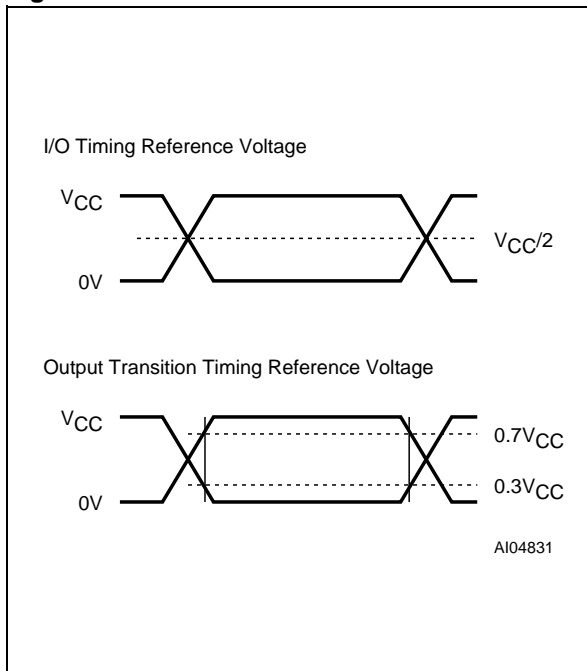 I/O Timing Reference Voltage
VCC
VCC/2
0V
Output Transition Timing Reference Voltage
VCC
0.7VCC
0.3VCC
0V
AI04831